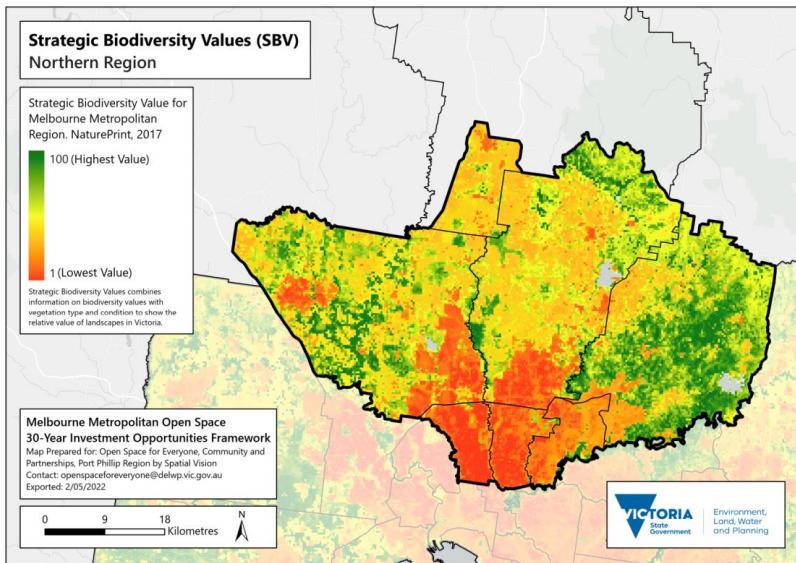 Strategic Biodiversity Values (SBV)
Northern Region
Strategic Biodiversity Value for
Melbourne Metropolitan
Region. NaturePrint, 2017
100 (Highest Value)
1 (Lowest Value)
Strategic Biodiversity Values combines
information on biodiversity values with
vegetation type and condition to show the
relative value of landscapes in Victoria.
Melbourne Metropolitan Open Space
30-Year Investment Opportunities Framework
Map Prepared for: Open Space for Everyone, Community and
Partnerships, Port Phillip Region by Spatial Vision
Contact: openspaceforeveryone@delwp.vic.gov.au
Exported: 2/05/2022
0 9 18
Kilometres
N
VICTORIA
State
Government
Environment,
Land, Water
and Planning